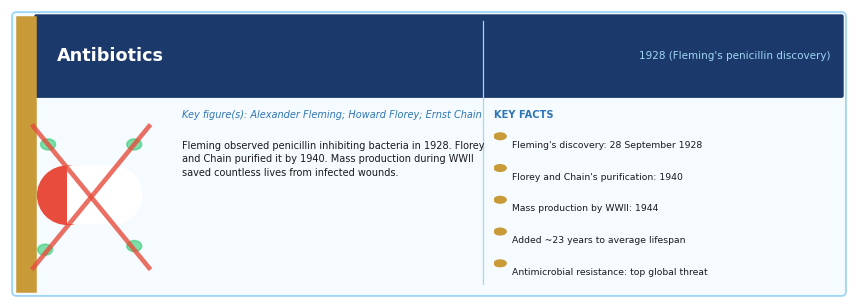 Antibiotics
1928 (Fleming's penicillin discovery)
Key figure(s): Alexander Fleming; Howard Florey; Ernst Chain
Fleming observed penicillin inhibiting bacteria in 1928. Florey
and Chain purified it by 1940. Mass production during WWII
saved countless lives from infected wounds.
KEY FACTS
Fleming's discovery: 28 September 1928
Florey and Chain's purification: 1940
Mass production by WWII: 1944
Added ~23 years to average lifespan
Antimicrobial resistance: top global threat